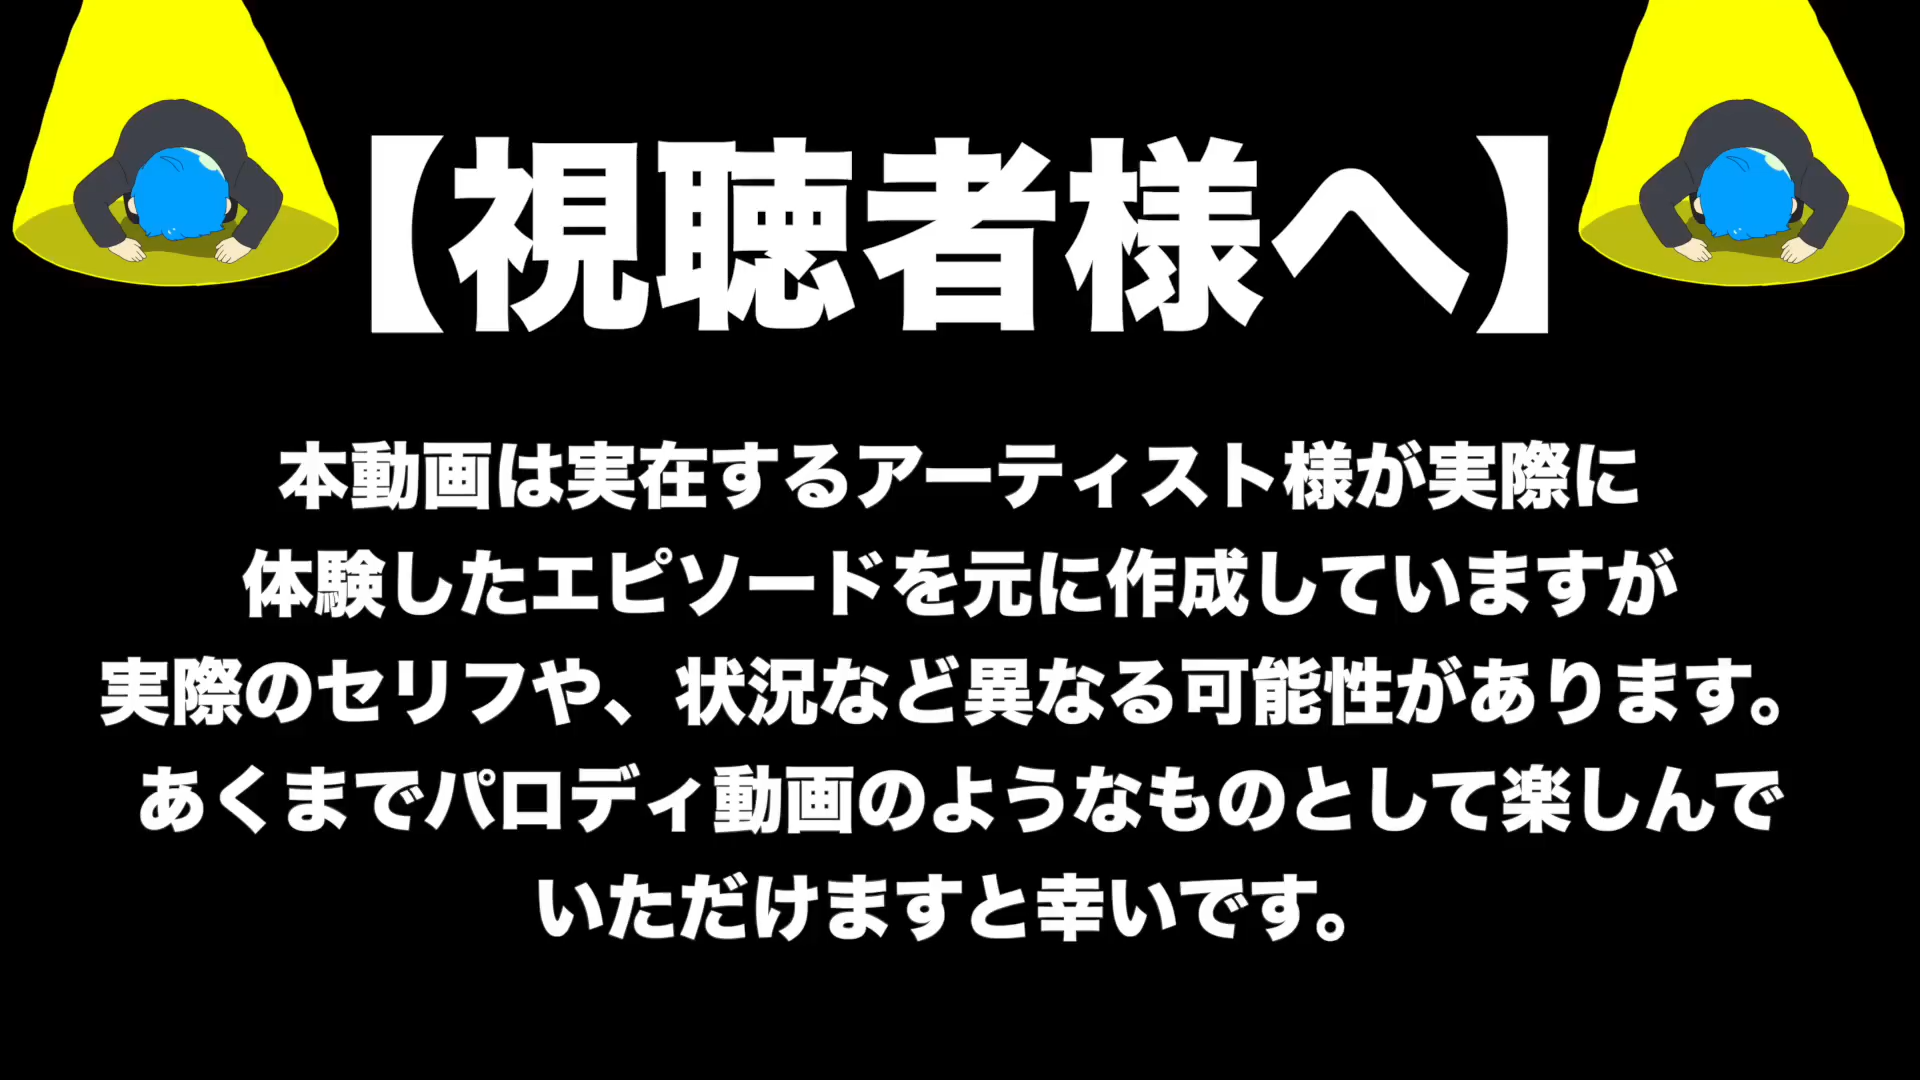 【視聴者様へ】
本動画は実在するアーティスト様が実際に
体験したエピソードを元に作成していますが
実際のセリフや、状況など異なる可能性があります。
あくまでパロディ動画のようなものとして楽しんで
いただけますと幸いです。